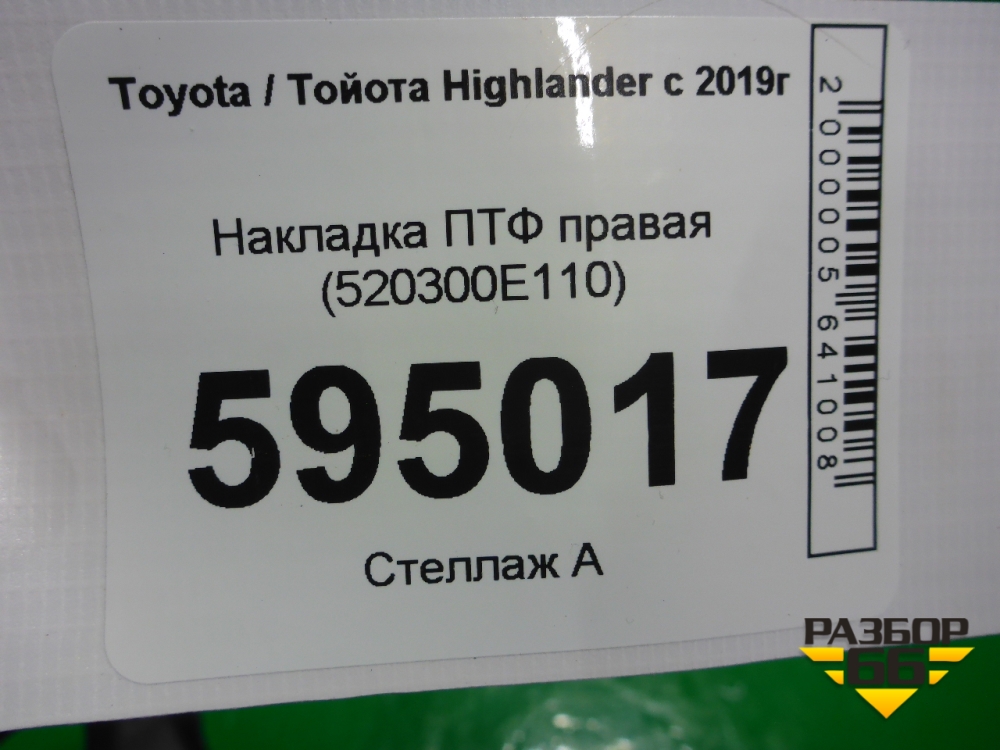 Toyota / Тойота Highlander с 2019г
Накладка ПТФ правая
(520300E110)
595017
Стеллаж А
2000005641008
РАЗБОР
66